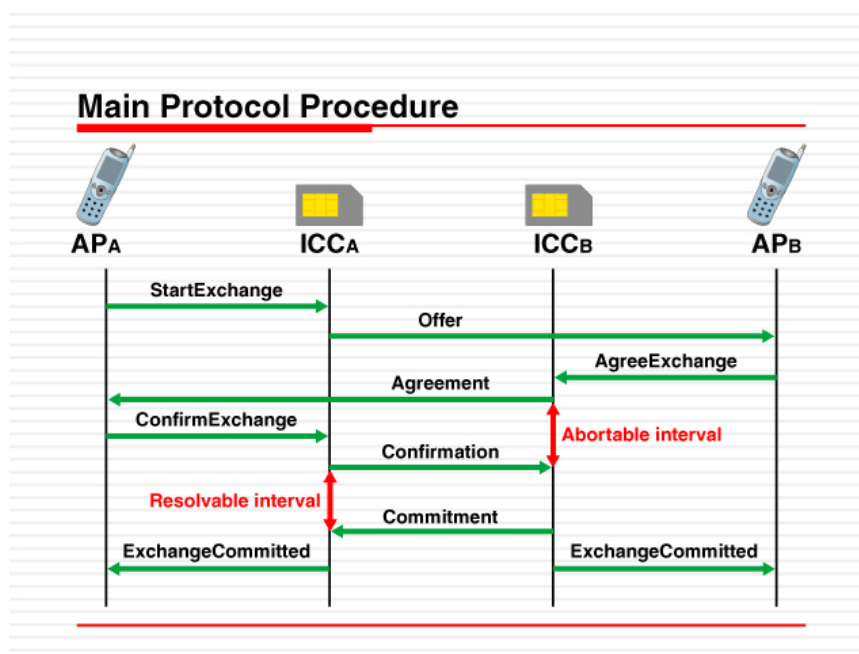 Main Protocol Procedure
APA ICCA ICCB APB
StartExchange
Offer
AgreeExchange
Agreement
ConfirmExchange
Abortable interval
Confirmation
Resolvable interval
Commitment
ExchangeCommitted ExchangeCommitted